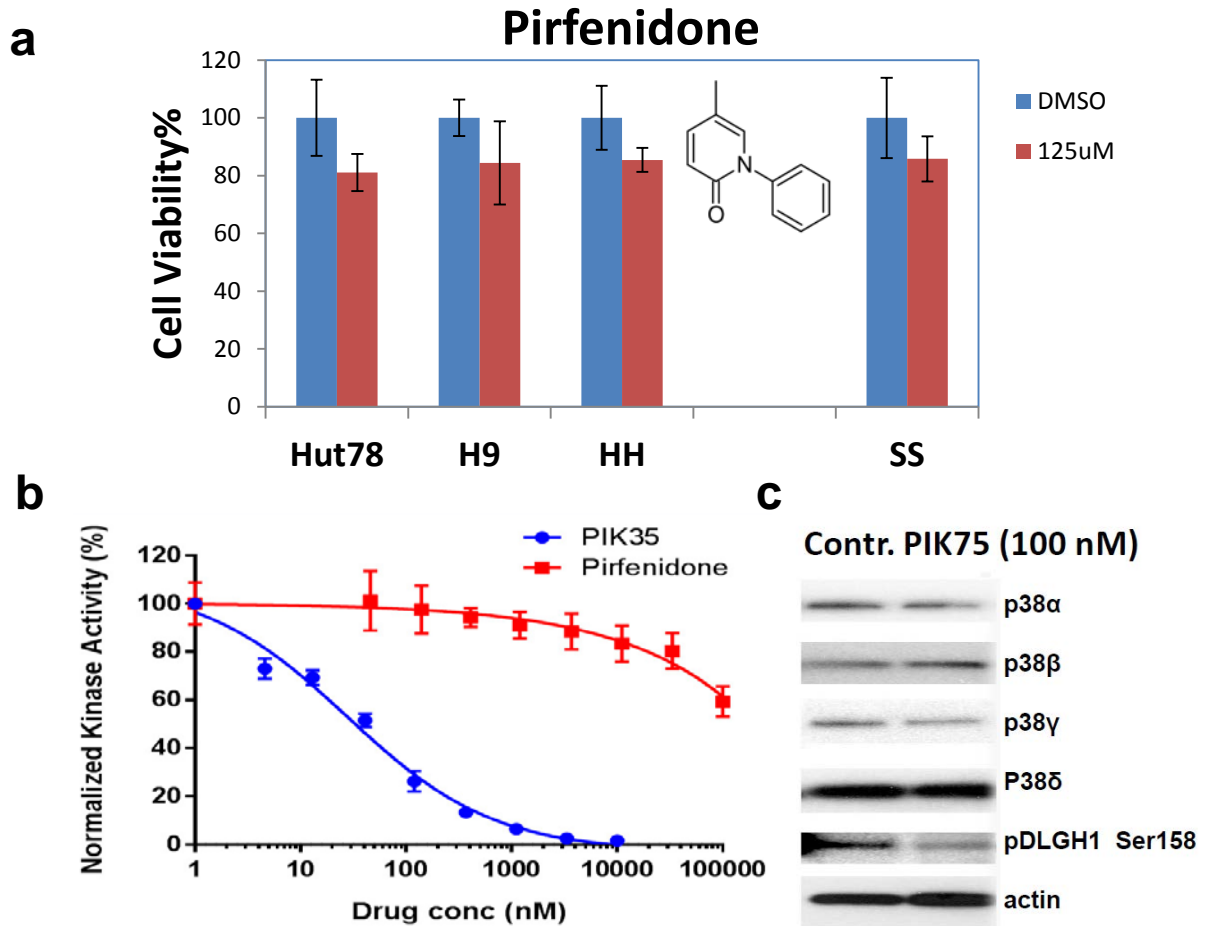 a
Pirfenidone
Cell Viability%
120
100
80
60
40
20
0
N
O
DMSO
125uM
Hut78 H9 HH SS
b
Normalized Kinase Activity (%)
120
100
80
60
40
20
0
PIK35
Pirfenidone
1 10 100 1000 10000 100000
Drug conc (nM)
c
Contr. PIK75 (100 nM)
p38α
p38β
p38γ
P38δ
pDLGH1 Ser158
actin